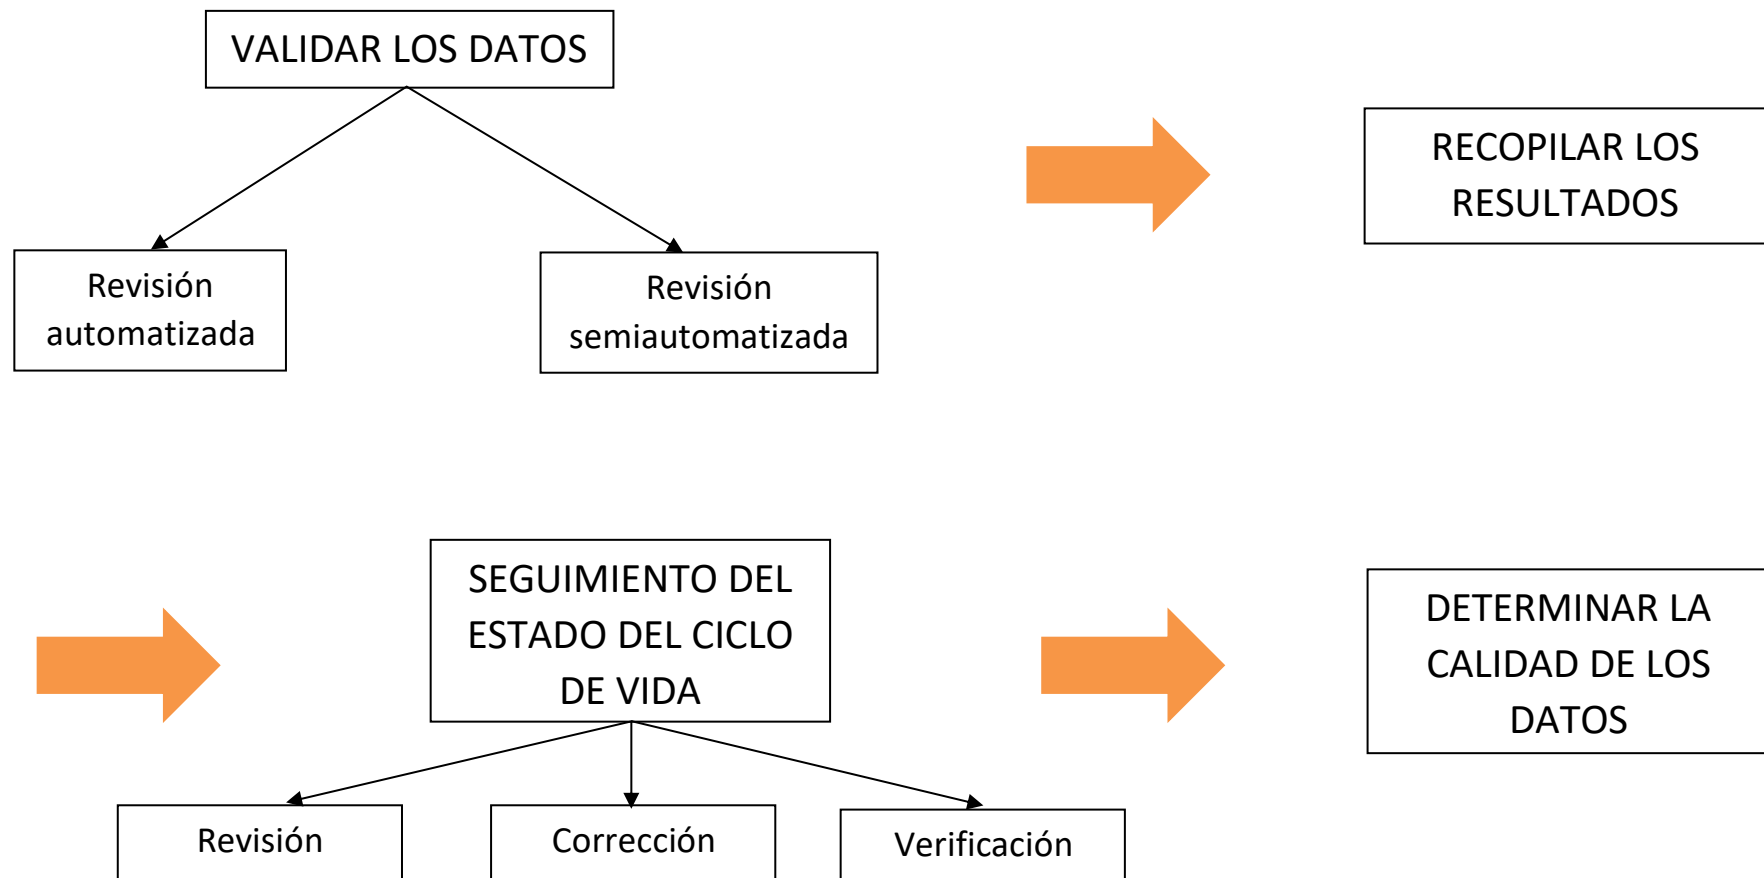 VALIDAR LOS DATOS
RECOPILAR LOS
RESULTADOS
Revisión
automatizada
Revisión
semiautomatizada
SEGUIMIENTO DEL
ESTADO DEL CICLO
DE VIDA
DETERMINAR LA
CALIDAD DE LOS
DATOS
Revisión
Corrección
Verificación